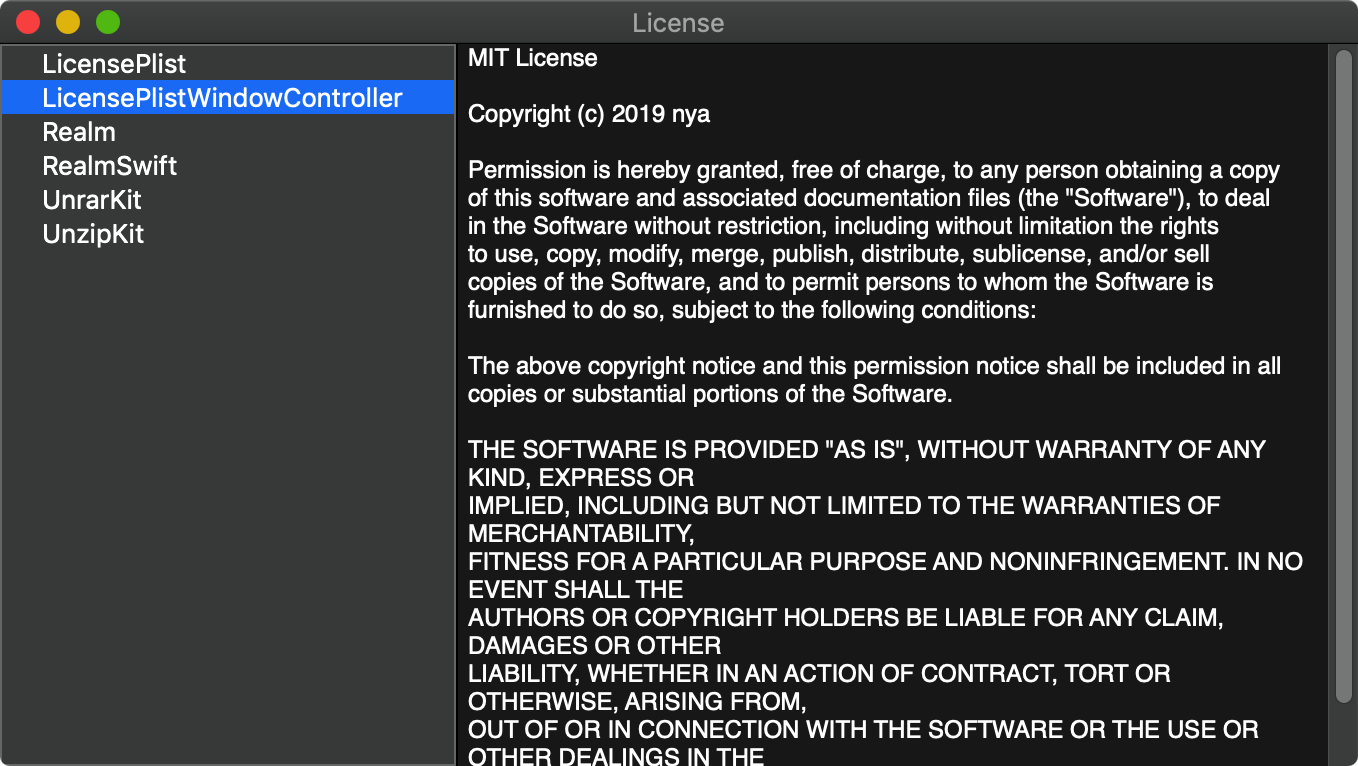 License
LicensePlist
LicensePlistWindowController
Realm
RealmSwift
UnrarKit
UnzipKit
MIT License
Copyright (c) 2019 nya
Permission is hereby granted, free of charge, to any person obtaining a copy
of this software and associated documentation files (the "Software"), to deal
in the Software without restriction, including without limitation the rights
to use, copy, modify, merge, publish, distribute, sublicense, and/or sell
copies of the Software, and to permit persons to whom the Software is
furnished to do so, subject to the following conditions:
The above copyright notice and this permission notice shall be included in all
copies or substantial portions of the Software.
THE SOFTWARE IS PROVIDED "AS IS", WITHOUT WARRANTY OF ANY
KIND, EXPRESS OR
IMPLIED, INCLUDING BUT NOT LIMITED TO THE WARRANTIES OF
MERCHANTABILITY,
FITNESS FOR A PARTICULAR PURPOSE AND NONINFRINGEMENT. IN NO
EVENT SHALL THE
AUTHORS OR COPYRIGHT HOLDERS BE LIABLE FOR ANY CLAIM,
DAMAGES OR OTHER
LIABILITY, WHETHER IN AN ACTION OF CONTRACT, TORT OR
OTHERWISE, ARISING FROM,
OUT OF OR IN CONNECTION WITH THE SOFTWARE OR THE USE OR
OTHER DEALINGS IN THE